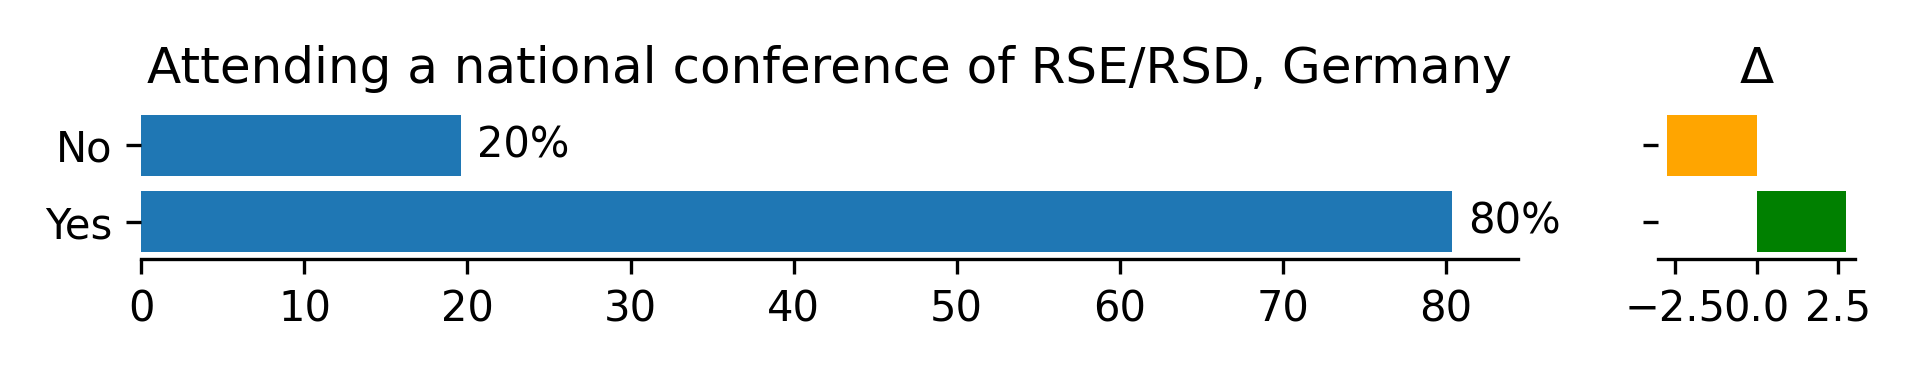 Attending a national conference of RSE/RSD, Germany Δ
No 20%
Yes 80%
0 10 20 30 40 50 60 70 80 −2.5 0.0 2.5